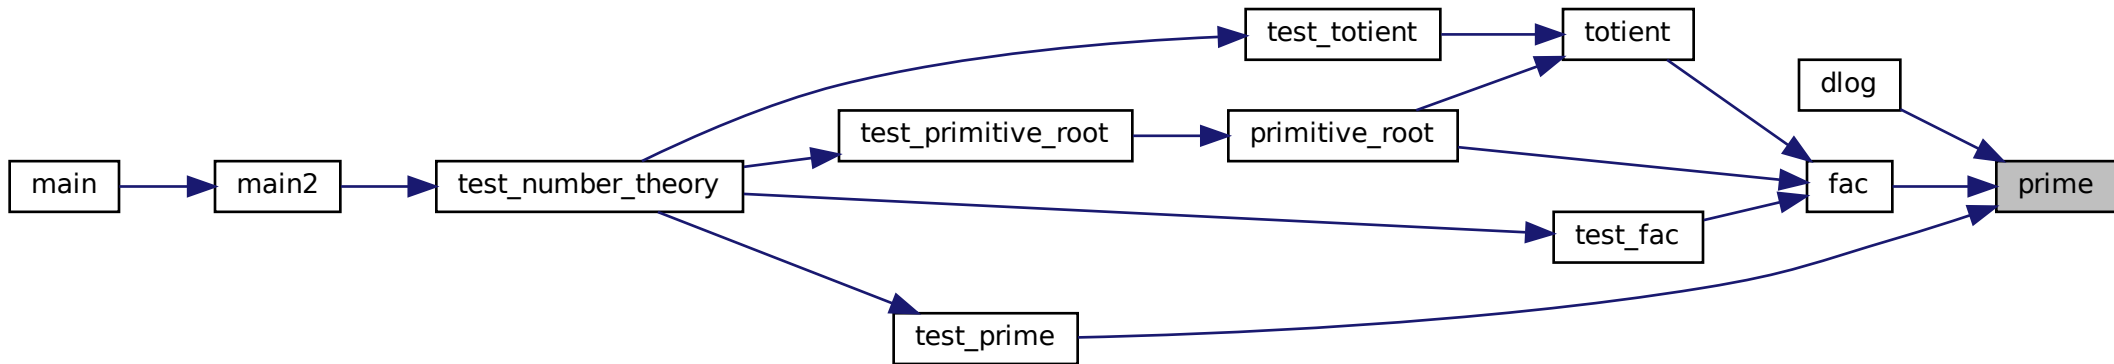 test_totient
totient
dlog
test_primitive_root
primitive_root
main
main2
test_number_theory
fac
prime
test_fac
test_prime